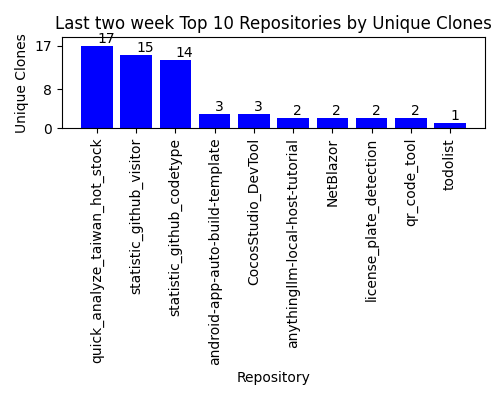 Last two week Top 10 Repositories by Unique Clones
Unique Clones
17
8
0
17
15
14
3
3
2
2
2
2
1
quick_analyze_taiwan_hot_stock
statistic_github_visitor
statistic_github_codetype
android-app-auto-build-template
CocosStudio_DevTool
anythingllm-local-host-tutorial
NetBlazor
license_plate_detection
qr_code_tool
todolist
Repository